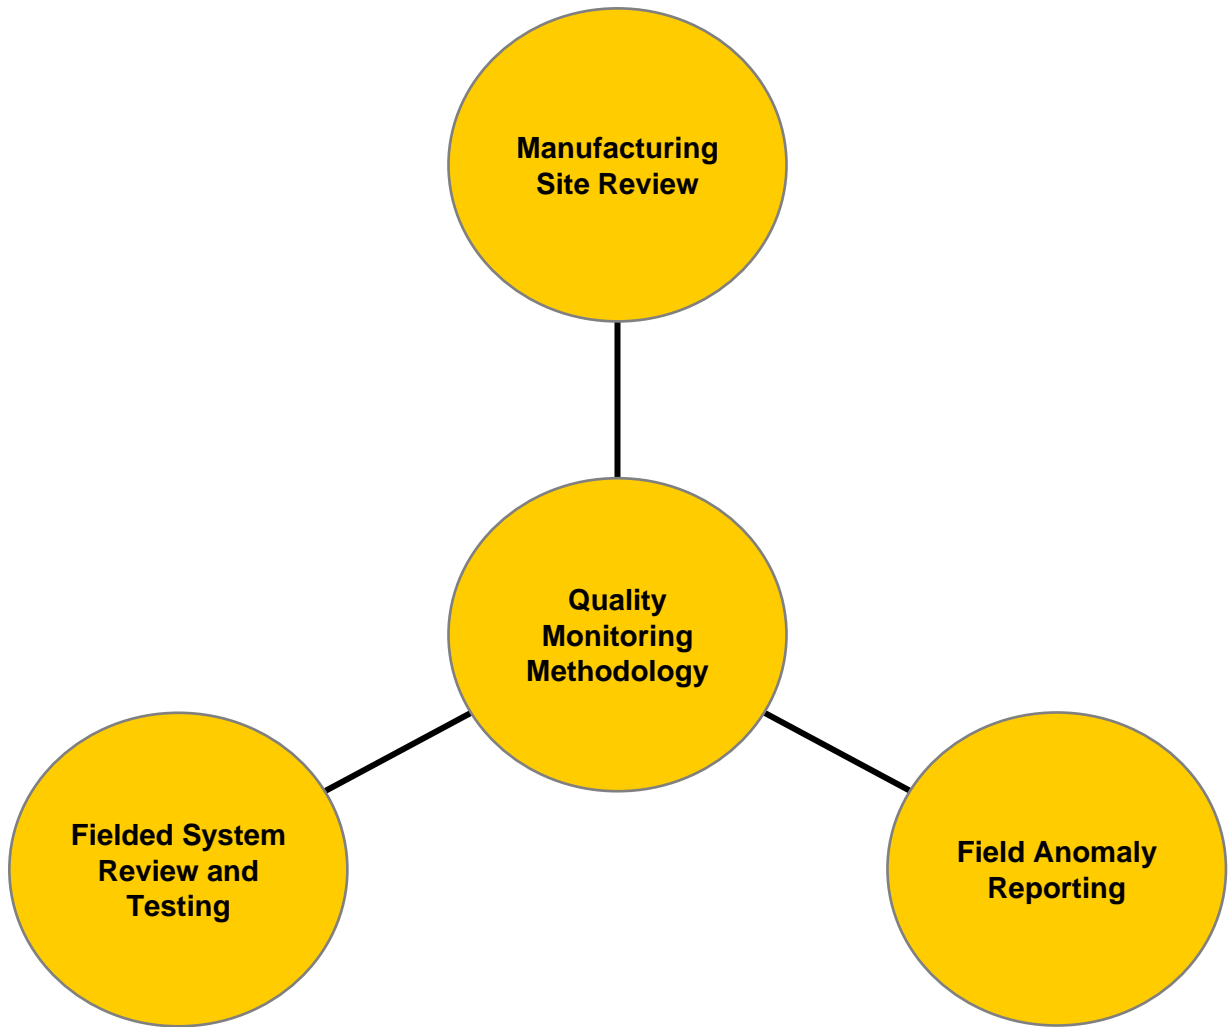 Manufacturing
Site Review
Quality
Monitoring
Methodology
Fielded System
Review and
Testing
Field Anomaly
Reporting